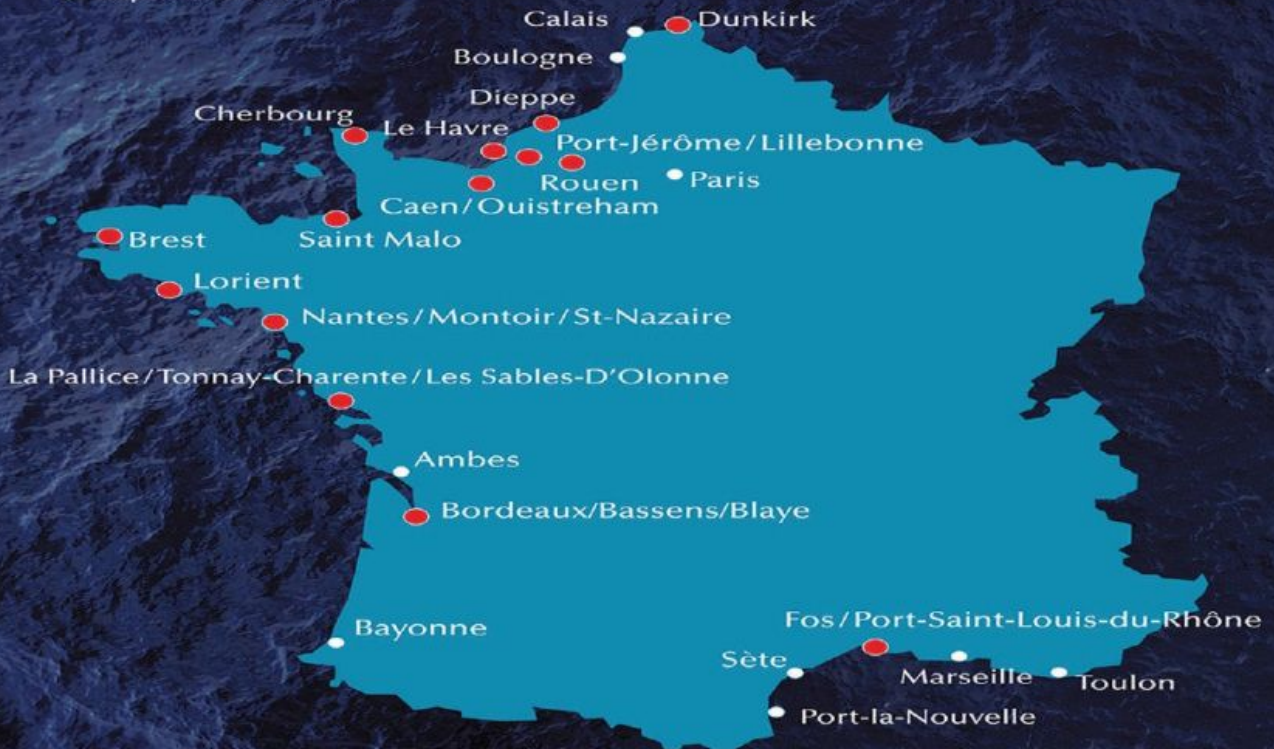 Calais
Dunkirk
Boulogne
Dieppe
Cherbourg
Le Havre
Port-Jérôme/Lillebonne
Rouen
Paris
Caen/Ouistreham
Brest
Saint Malo
Lorient
Nantes/Montoir/St-Nazaire
La Pallice/Tonnay-Charente/Les Sables-D'Olonne
Ambes
Bordeaux/Bassens/Blaye
Bayonne
Fos/Port-Saint-Louis-du-Rhône
Sète
Marseille
Toulon
Port-la-Nouvelle